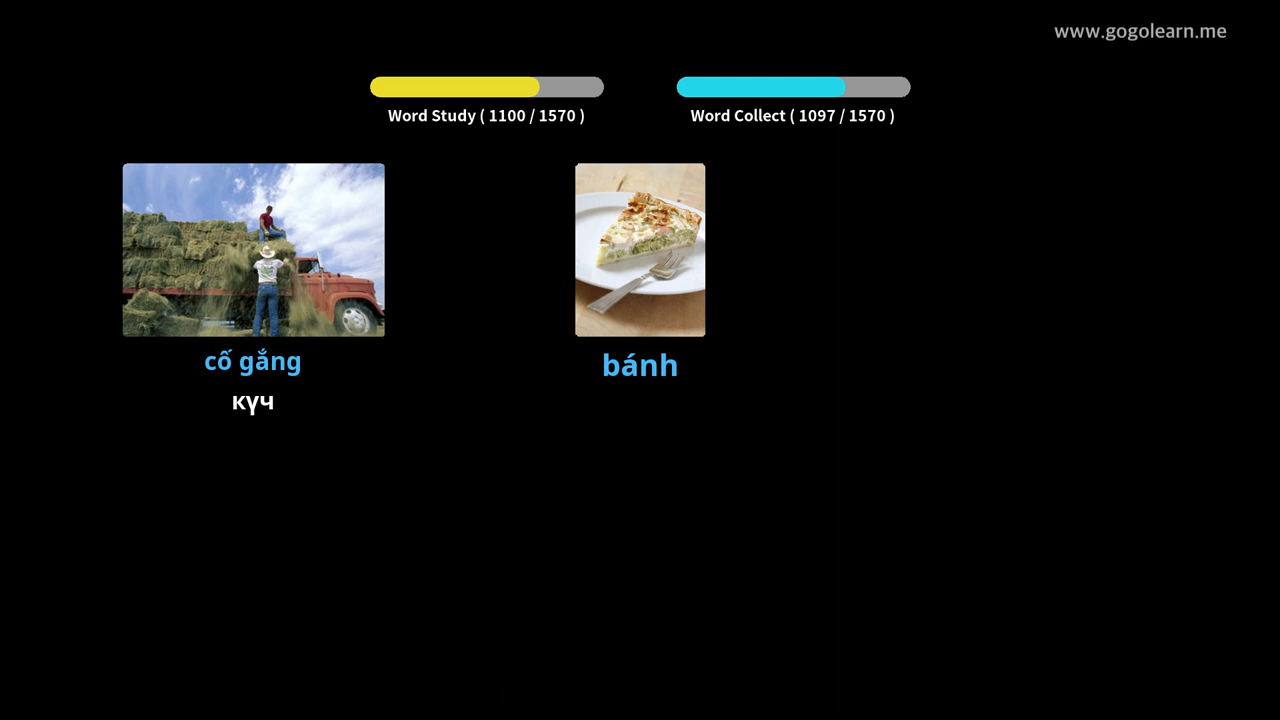 www.gogolearn.me
Word Study ( 1100 / 1570 )
Word Collect ( 1097 / 1570 )
cố gắng
күч
bánh